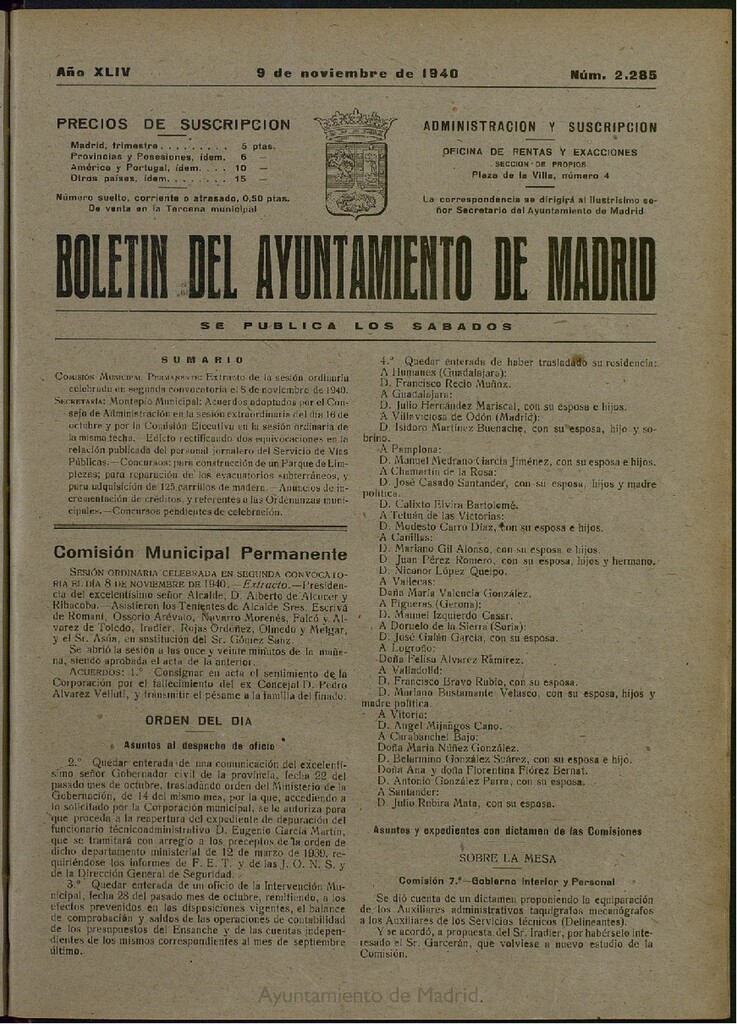 Año XLIV
9 de noviembre de 1940
Núm. 2.285
PRECIOS DE SUSCRIPCION
Madrid, trimestre . . . . . . . . . 5 ptas.
Provincias y Posesiones, idem. 6 —
América y Portugal, ídem. . . . 10 —
Otros países, ídem. . . . . . . . 15 —
Número suelto, corriente o atrasado, 0,50 ptas.
De venta en la Tercena municipal
ADMINISTRACION Y SUSCRIPCION
OFICINA DE RENTAS Y EXACCIONES
SECCION DE PROPIOS
Plaza de la Villa, número 4
La correspondencia se dirigirá al Ilustrísimo se-
ñor Secretario del Ayuntamiento de Madrid
BOLETIN DEL AYUNTAMIENTO DE MADRID
SE PUBLICA LOS SABADOS
SUMARIO
COMISIÓN MUNICIPAL PERMANENTE: Extracto de la sesión ordinaria
celebrada en segunda convocatoria el 8 de noviembre de 1940.
SECRETARÍA: Montepío Municipal: Acuerdos adoptados por el Con-
sejo de Administración en la sesión extraordinaria del día 16 de
octubre y por la Comisión Ejecutiva en la sesión ordinaria de
la misma fecha. - Edicto rectificando dos equivocaciones en la
relación publicada del personal jornalero del Servicio de Vías
Públicas. — Concursos: para construcción de un Parque de Lim-
piezas; para reparación de los evacuatorios subterráneos, y
para adquisición de 125 carrillos de madera. — Anuncios de in-
crementación de créditos, y referentes a las Ordenanzas muni-
cipales. — Concursos pendientes de celebración.
Comisión Municipal Permanente
SESIÓN ORDINARIA CELEBRADA EN SEGUNDA CONVOCATO-
RIA EL DÍA 8 DE NOVIEMBRE DE 1940. — Extracto. — Presiden-
cia del excelentísimo señor Alcalde, D. Alberto de Alcocer y
Ribacoba. — Asistieron los Tenientes de Alcalde Sres. Escrivá
de Romaní, Ossorio Arévalo, Navarro Morenés, Falcó y Al-
varez de Toledo, Iradier, Rojas Ordóñez, Olmedo y Melgar,
y el Sr. Asúa, en sustitución del Sr. Gómez Sanz.
Se abrió la sesión a las once y veinte minutos de la maña-
na, siendo aprobada el acta de la anterior.
ACUERDOS: 1.° Consignar en acta el sentimiento de la
Corporación por el fallecimiento del ex Concejal D. Pedro
Alvarez Velluti, y transmitir el pésame a la familia del finado.
ORDEN DEL DIA
Asuntos al despacho de oficio
2.° Quedar enterada de una comunicación del excelentí-
simo señor Gobernador civil de la provincia, fecha 22 del
pasado mes de octubre, trasladando orden del Ministerio de la
Gobernación, de 14 del mismo mes, por la que, accediendo a
lo solicitado por la Corporación municipal, se le autoriza para
que proceda a la reapertura del expediente de depuración del
funcionario técnicoadministrativo D. Eugenio García Martín,
que se tramitará con arreglo a los preceptos de la orden de
dicho departamento ministerial de 12 de marzo de 1939, re-
quiriéndose los informes de F. E. T. y de las J. O. N. S. y
de la Dirección General de Seguridad.
3.° Quedar enterada de un oficio de la Intervención Mu-
nicipal, fecha 28 del pasado mes de octubre, remitiendo, a los
efectos prevenidos en las disposiciones vigentes, el balance
de comprobación y saldos de las operaciones de contabilidad
de los presupuestos del Ensanche y de las cuentas indepen-
dientes de los mismos correspondientes al mes de septiembre
último.
4.° Quedar enterada de haber trasladado su residencia:
A Humanes (Guadalajara):
D. Francisco Recio Muñoz.
A Guadalajara:
D. Julio Hernández Mariscal, con su esposa e hijos.
A Villaviciosa de Odón (Madrid):
D. Isidoro Martínez Buenache, con su esposa, hijo y so-
brino.
A Pamplona:
D. Manuel Medrano García Jiménez, con su esposa e hijos.
A Chamartín de la Rosa:
D. José Casado Santander, con su esposa, hijos y madre
política.
D. Calixto Elvira Bartolomé.
A Tetuán de las Victorias:
D. Modesto Carro Díaz, con su esposa e hijos.
A Canillas:
D. Mariano Gil Alonso, con su esposa e hijos.
D. Juan Pérez Romero, con su esposa, hijos y hermano.
D. Nicanor López Queipo.
A Vallecas:
Doña María Valencia González.
A Figueras (Gerona):
D. Manuel Izquierdo Casar.
A Doruelo de la Sierra (Soria):
D. José Galán García, con su esposa.
A Logroño:
Doña Felisa Alvarez Ramírez.
A Valladolid:
D. Francisco Bravo Rubio, con su esposa.
D. Mariano Bustamante Velasco, con su esposa, hijos y
madre política.
A Vitoria:
D. Angel Mijangos Cano.
A Carabanchel Bajo:
Doña María Núñez González.
D. Belarmino González Suárez, con su esposa e hijo.
Doña Ana y doña Florentina Flórez Bernat.
D. Antonio González Parra, con su esposa.
A Santander:
D. Julio Rubira Mata, con su esposa.
Asuntos y expedientes con dictamen de las Comisiones
SOBRE LA MESA
Comisión 7.ª — Gobierno Interior y Personal
Se dió cuenta de un dictamen proponiendo la equiparación
de los Auxiliares administrativos taquígrafos mecanógrafos
a los Auxiliares de los Servicios técnicos (Delineantes).
Y se acordó, a propuesta del Sr. Iradier, por habérselo inte-
resado el Sr. Garcerán, que volviese a nuevo estudio de la
Comisión.
Ayuntamiento de Madrid